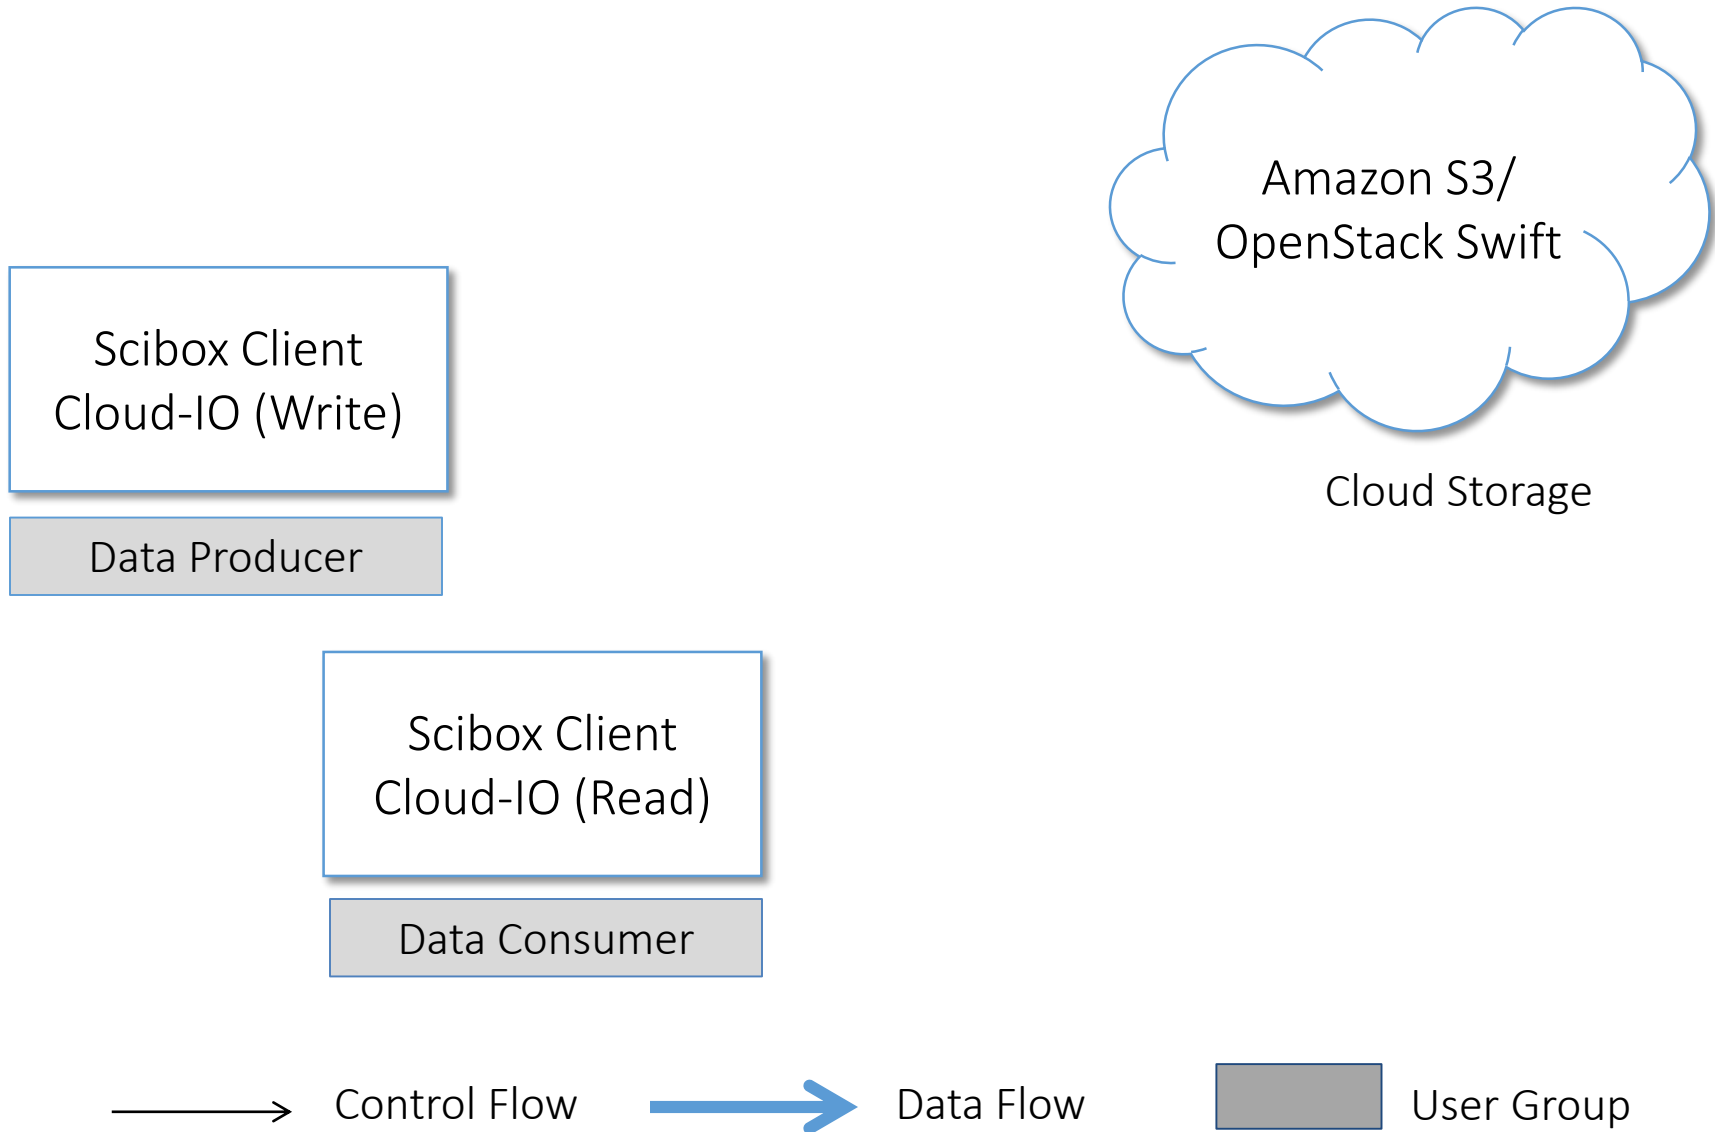 Amazon S3/
OpenStack Swift
Cloud Storage
Scibox Client
Cloud-IO (Write)
Data Producer
Scibox Client
Cloud-IO (Read)
Data Consumer
Control Flow
Data Flow
User Group